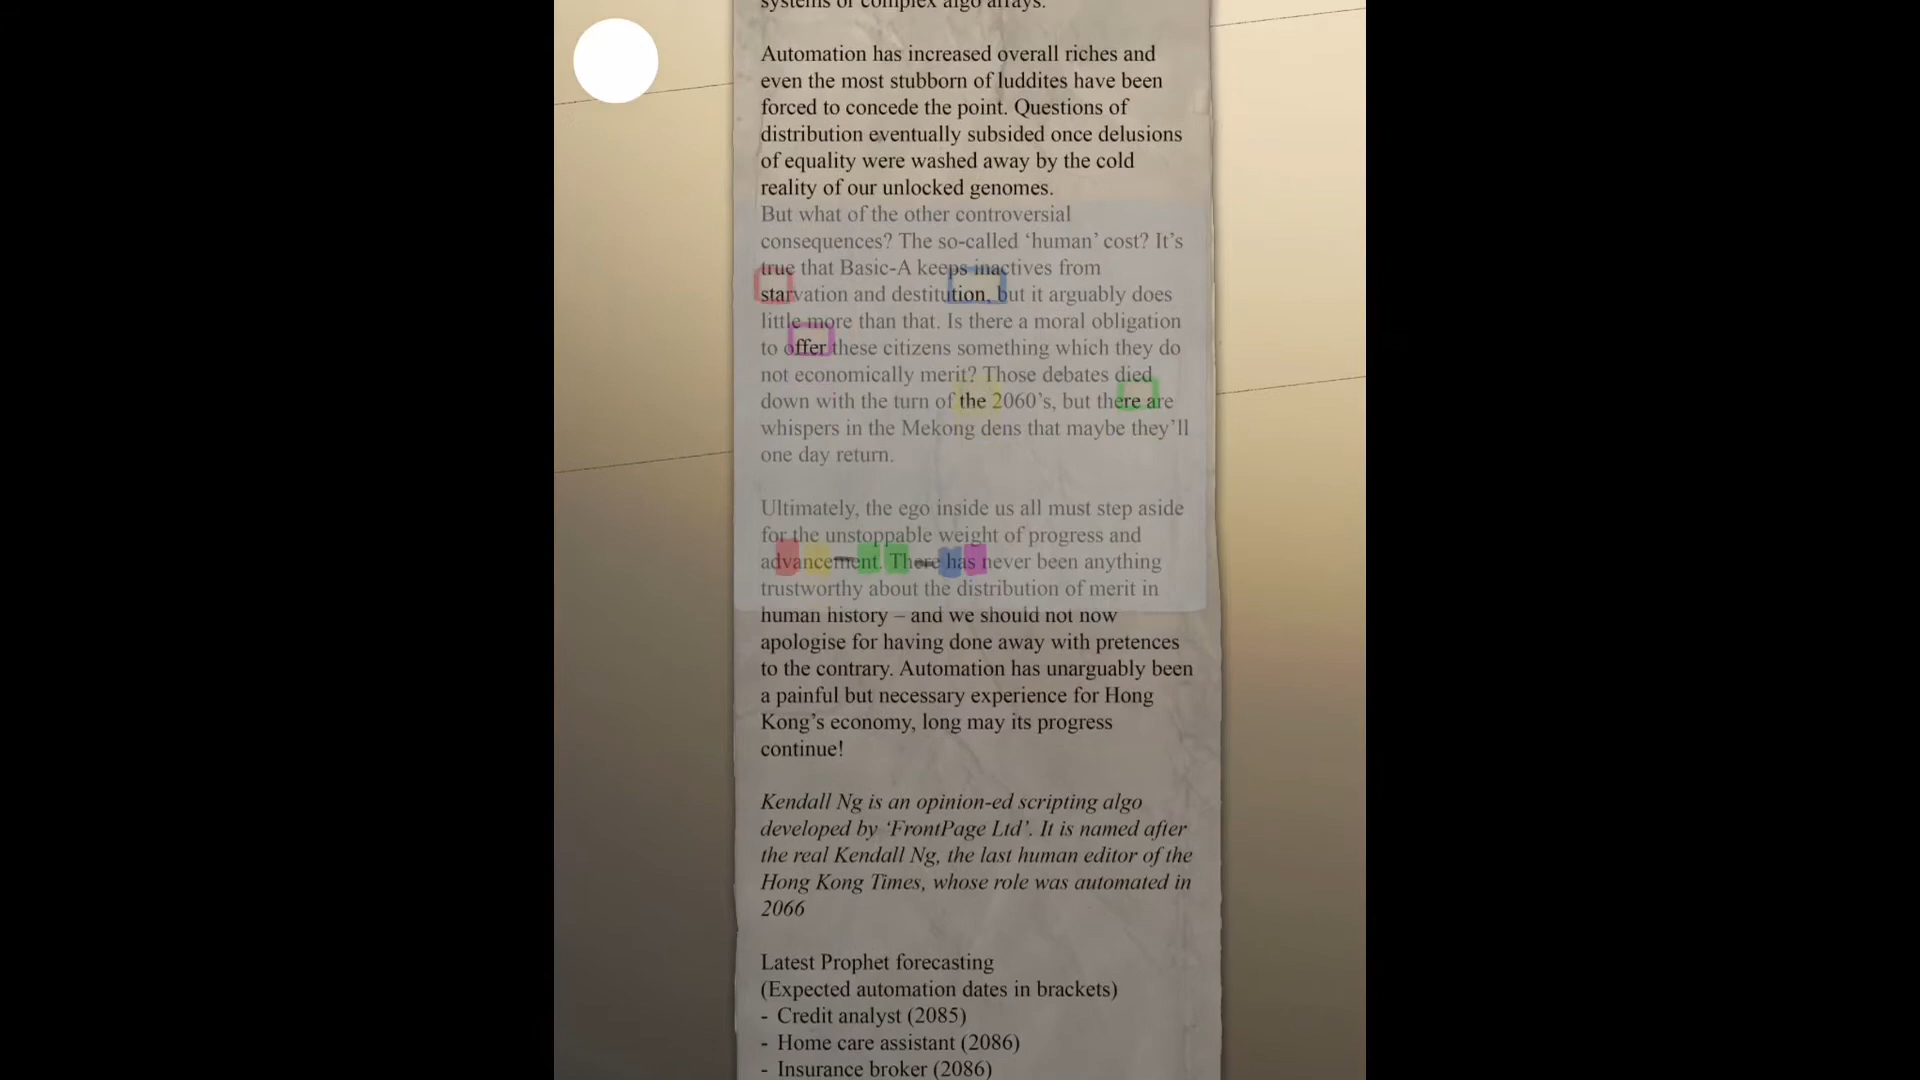 systems or complex algo arrays.
Automation has increased overall riches and
even the most stubborn of luddites have been
forced to concede the point. Questions of
distribution eventually subsided once delusions
of equality were washed away by the cold
reality of our unlocked genomes.
But what of the other controversial
consequences? The so-called ‘human’ cost? It’s
true that Basic-A keeps inactives from
starvation and destitution, but it arguably does
little more than that. Is there a moral obligation
to offer these citizens something which they do
not economically merit? Those debates died
down with the turn of the 2060’s, but there are
whispers in the Mekong dens that maybe they’ll
one day return.
Ultimately, the ego inside us all must step aside
for the unstoppable weight of progress and
advancement. There has never been anything
trustworthy about the distribution of merit in
human history – and we should not now
apologise for having done away with pretences
to the contrary. Automation has unarguably been
a painful but necessary experience for Hong
Kong’s economy, long may its progress
continue!
Kendall Ng is an opinion-ed scripting algo
developed by ‘FrontPage Ltd’. It is named after
the real Kendall Ng, the last human editor of the
Hong Kong Times, whose role was automated in
2066
Latest Prophet forecasting
(Expected automation dates in brackets)
- Credit analyst (2085)
- Home care assistant (2086)
- Insurance broker (2086)